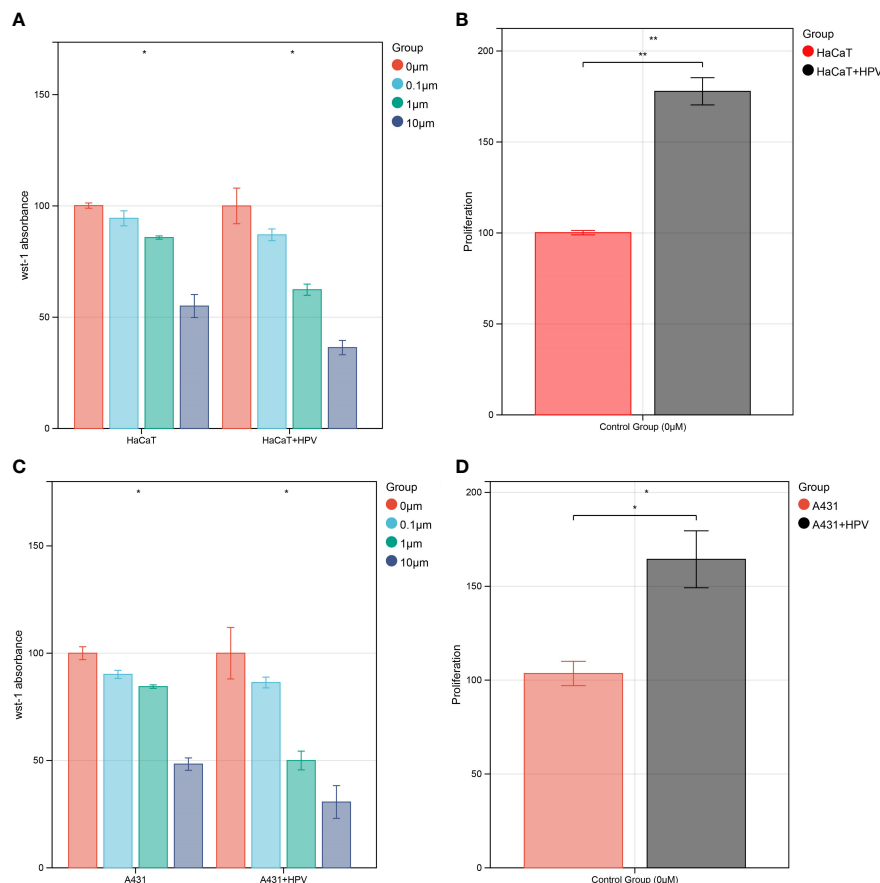 A
* *
Group
0μm
0.1μm
1μm
10μm
150
100
50
0
wst-1 absorbance
HaCaT HaCaT+HPV
B
**
**
Group
HaCaT
HaCaT+HPV
200
150
100
50
0
Proliferation
Control Group (0μM)
C
* *
Group
0μm
0.1μm
1μm
10μm
150
100
50
0
wst-1 absorbance
A431 A431+HPV
D
*
*
Group
A431
A431+HPV
200
150
100
50
0
Proliferation
Control Group (0μM)